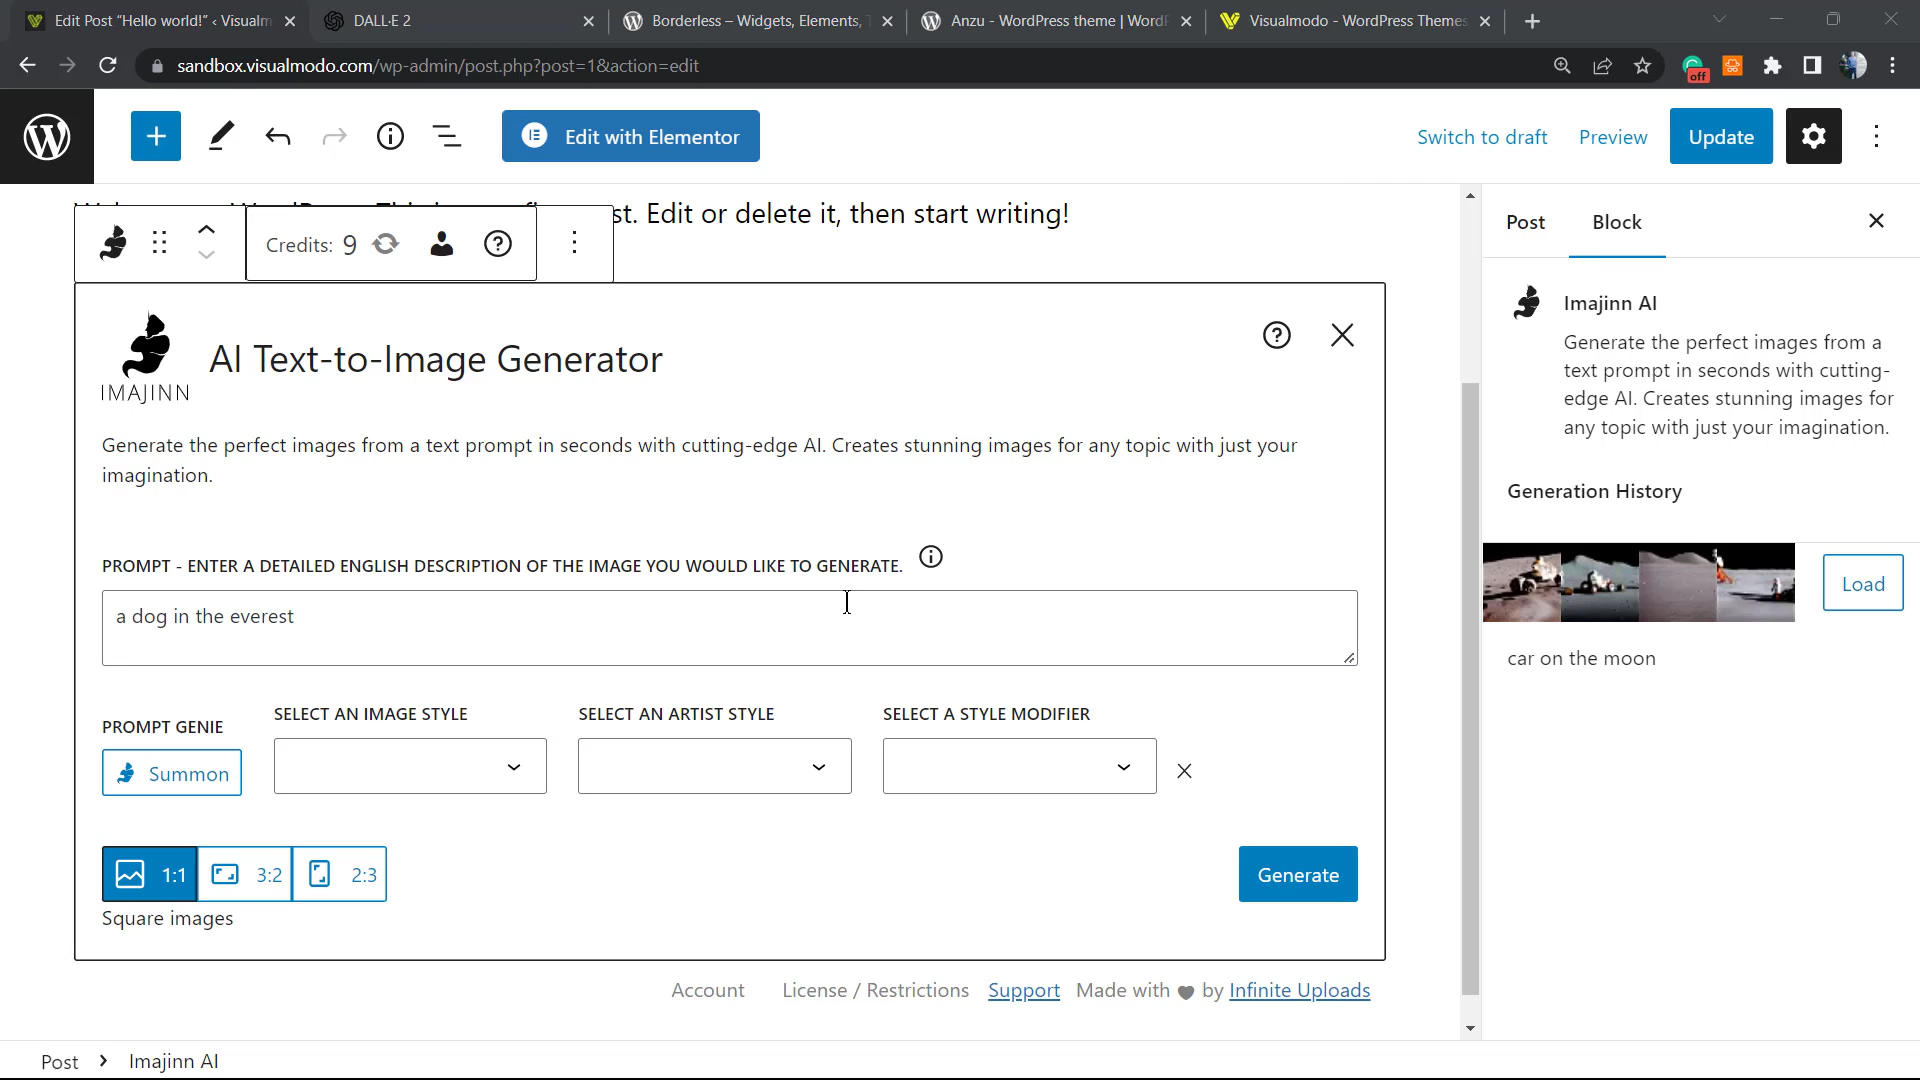 Edit Post “Hello world!” ‹ Visualm
DALL·E 2
Borderless – Widgets, Elements,
Anzu - WordPress theme | Word
Visualmodo - WordPress Themes
sandbox.visualmodo.com/wp-admin/post.php?post=1&action=edit
off
Edit with Elementor
Switch to draft
Preview
Update
st. Edit or delete it, then start writing!
Credits: 9
IMAJINN
AI Text-to-Image Generator
Generate the perfect images from a text prompt in seconds with cutting-edge AI. Creates stunning images for any topic with just your
imagination.
PROMPT - ENTER A DETAILED ENGLISH DESCRIPTION OF THE IMAGE YOU WOULD LIKE TO GENERATE.
a dog in the everest
PROMPT GENIE
Summon
SELECT AN IMAGE STYLE
SELECT AN ARTIST STYLE
SELECT A STYLE MODIFIER
1:1
3:2
2:3
Square images
Generate
Account
License / Restrictions
Support
Made with
by Infinite Uploads
Post
Imajinn AI
Post
Block
Imajinn AI
Generate the perfect images from a
text prompt in seconds with cutting-
edge AI. Creates stunning images for
any topic with just your imagination.
Generation History
Load
car on the moon